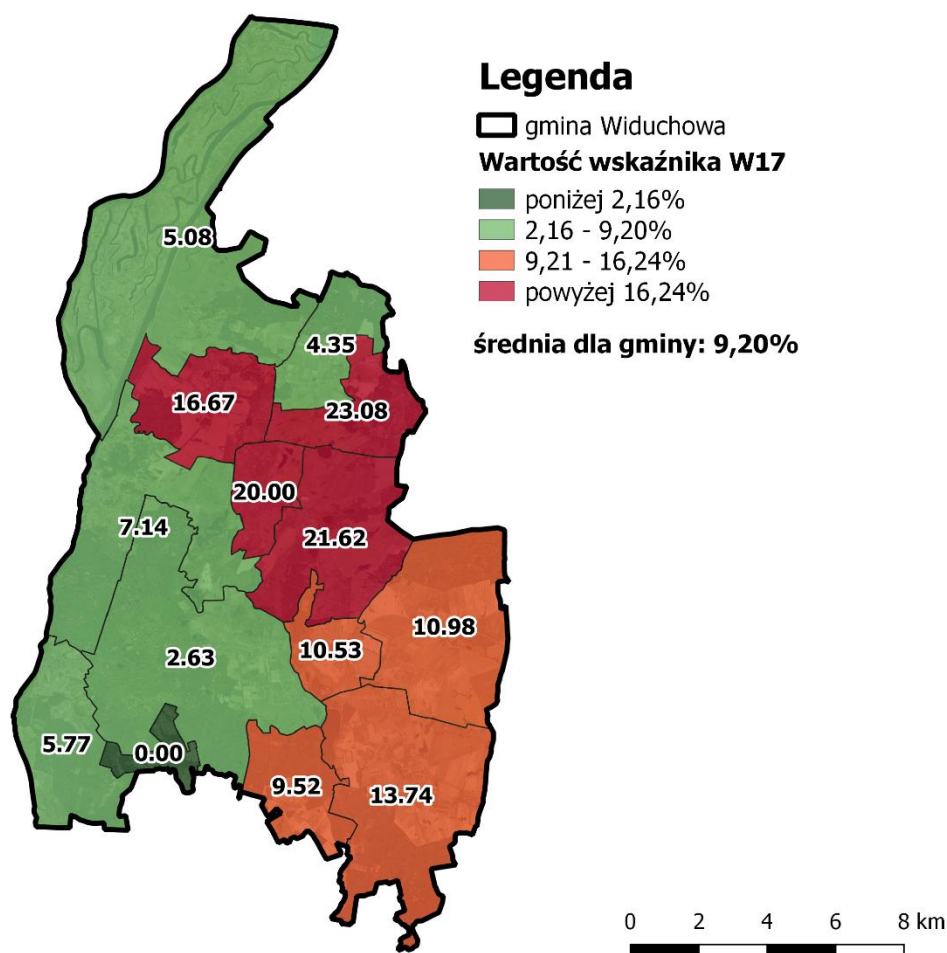 Legenda
gmina Widuchowa
Wartość wskaźnika W17
poniżej 2,16%
2,16 - 9,20%
9,21 - 16,24%
powyżej 16,24%
średnia dla gminy: 9,20%
5.08
4.35
16.67
23.08
20.00
7.14
21.62
10.98
10.53
2.63
5.77
0.00
9.52
13.74
0 2 4 6 8 km